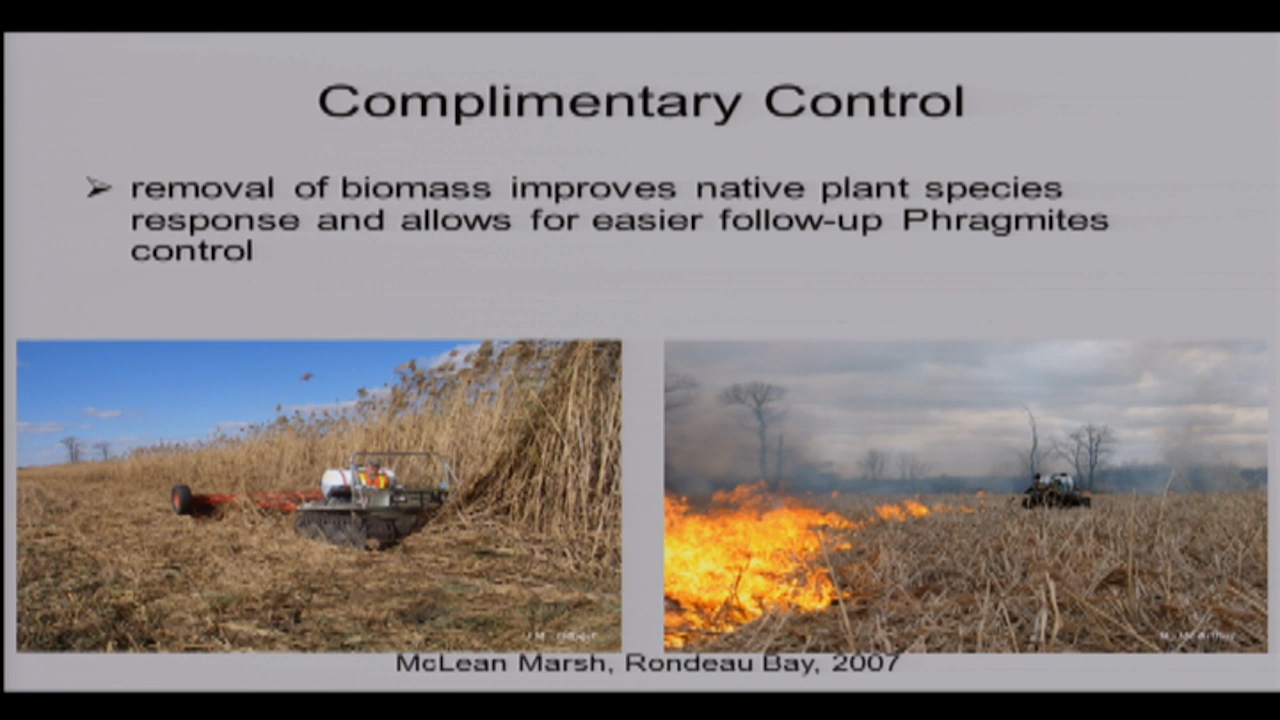 Complimentary Control
➢ removal of biomass improves native plant species
response and allows for easier follow-up Phragmites
control
McLean Marsh, Rondeau Bay, 2007